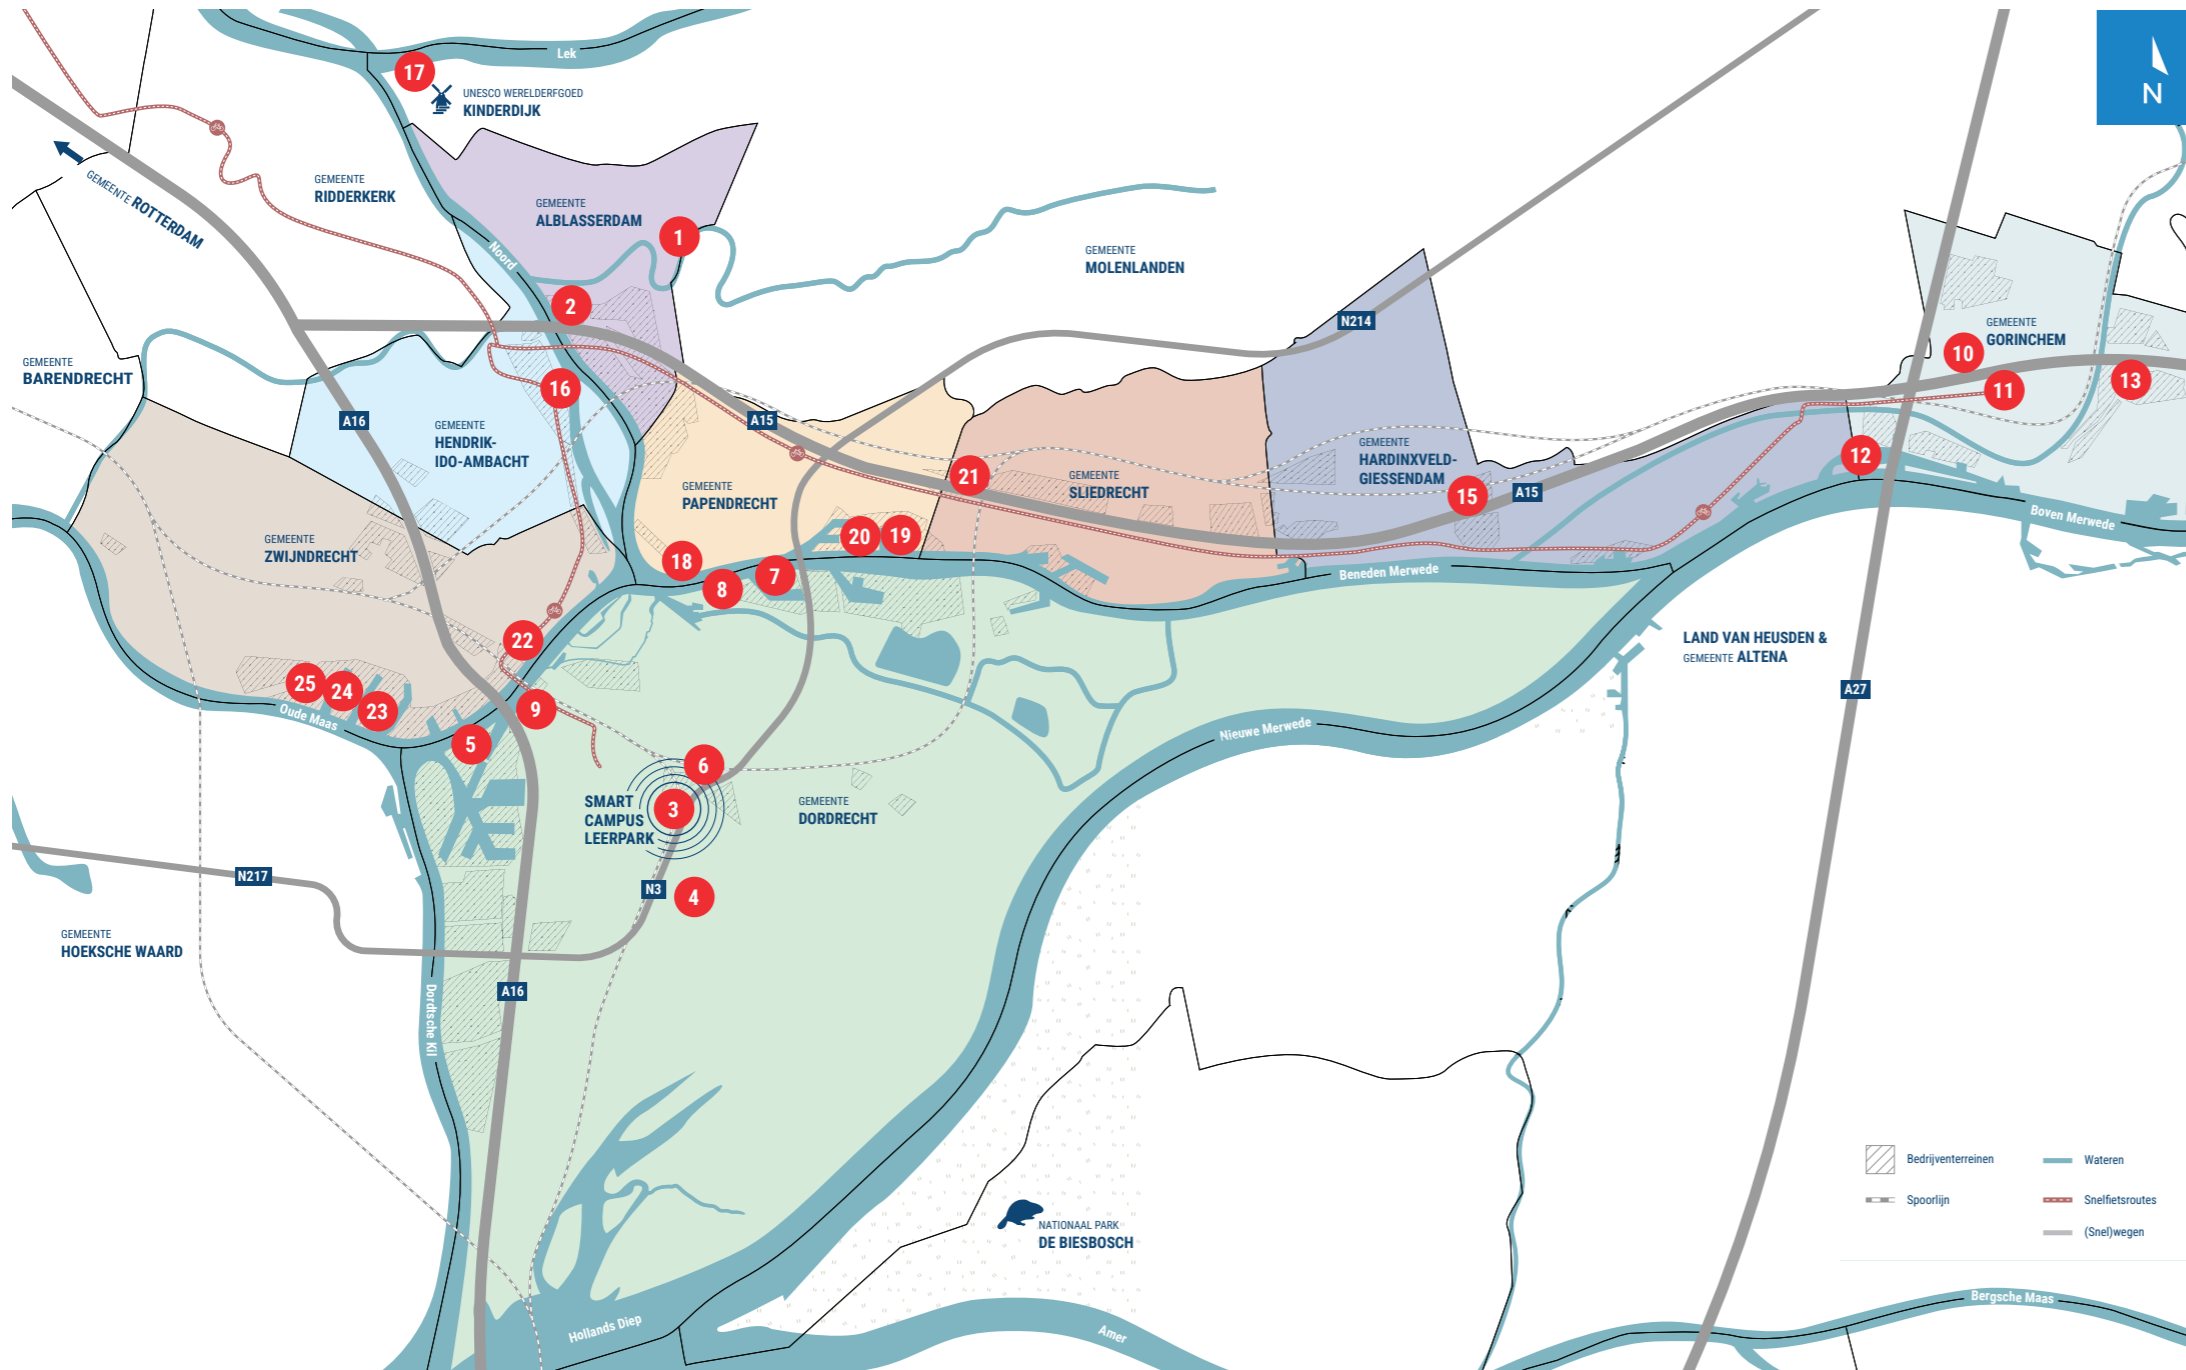 Lek
17
UNESCO WERELDERFGOED
KINDERDIJK
N
GEMEENTE ROTTERDAM
GEMEENTE
RIDDERKERK
GEMEENTE
ALBLASSERDAM
1
Noord
GEMEENTE
MOLENLANDEN
2
N214
GEMEENTE
GORINCHEM
10
11
13
GEMEENTE
BARENDRECHT
16
A16
A15
GEMEENTE
HENDRIK-
IDO-AMBACHT
GEMEENTE
HARDINXVELD-
GIESSENDAM
12
21
GEMEENTE
SLIEDRECHT
15
A15
GEMEENTE
PAPENDRECHT
Boven Merwede
GEMEENTE
ZWIJNDRECHT
20
19
18
7
8
Beneden Merwede
22
LAND VAN HEUSDEN &
GEMEENTE ALTENA
25
24
23
Oude Maas
9
A27
Nieuwe Merwede
5
6
SMART
CAMPUS
LEERPARK
3
GEMEENTE
DORDRECHT
N217
N3
4
GEMEENTE
HOEKSCHE WAARD
A16
Dordtsche Kil
Bedrijventerreinen
Wateren
Spoorlijn
Snelfietsroutes
(Snel)wegen
NATIONAAL PARK
DE BIESBOSCH
Bergsche Maas
Hollands Diep
Amer